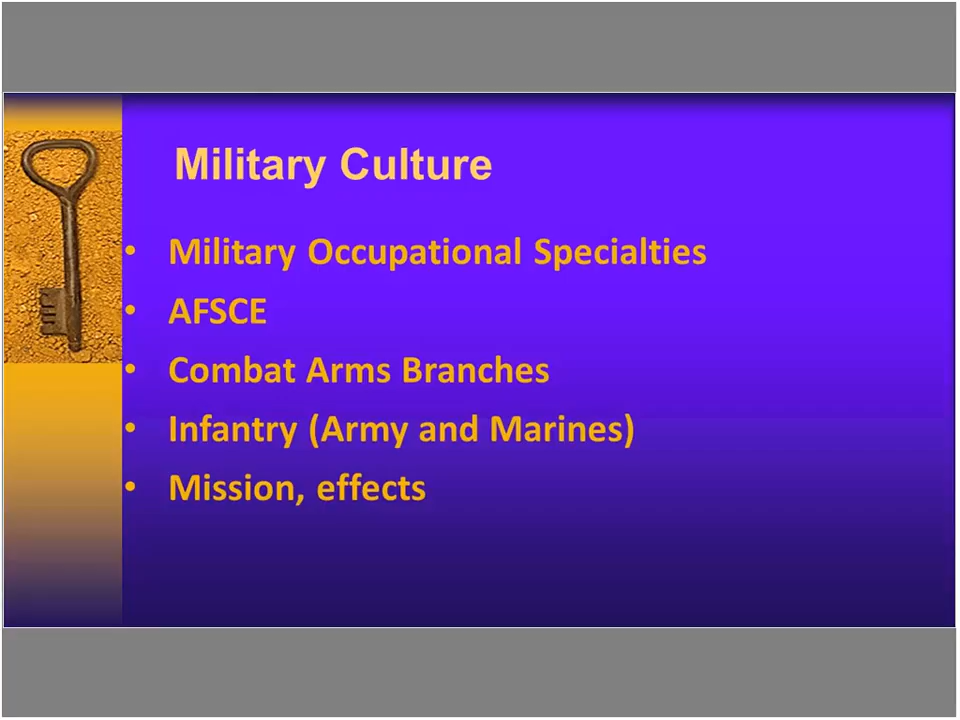 Military Culture
• Military Occupational Specialties
• AFSCE
• Combat Arms Branches
• Infantry (Army and Marines)
• Mission, effects